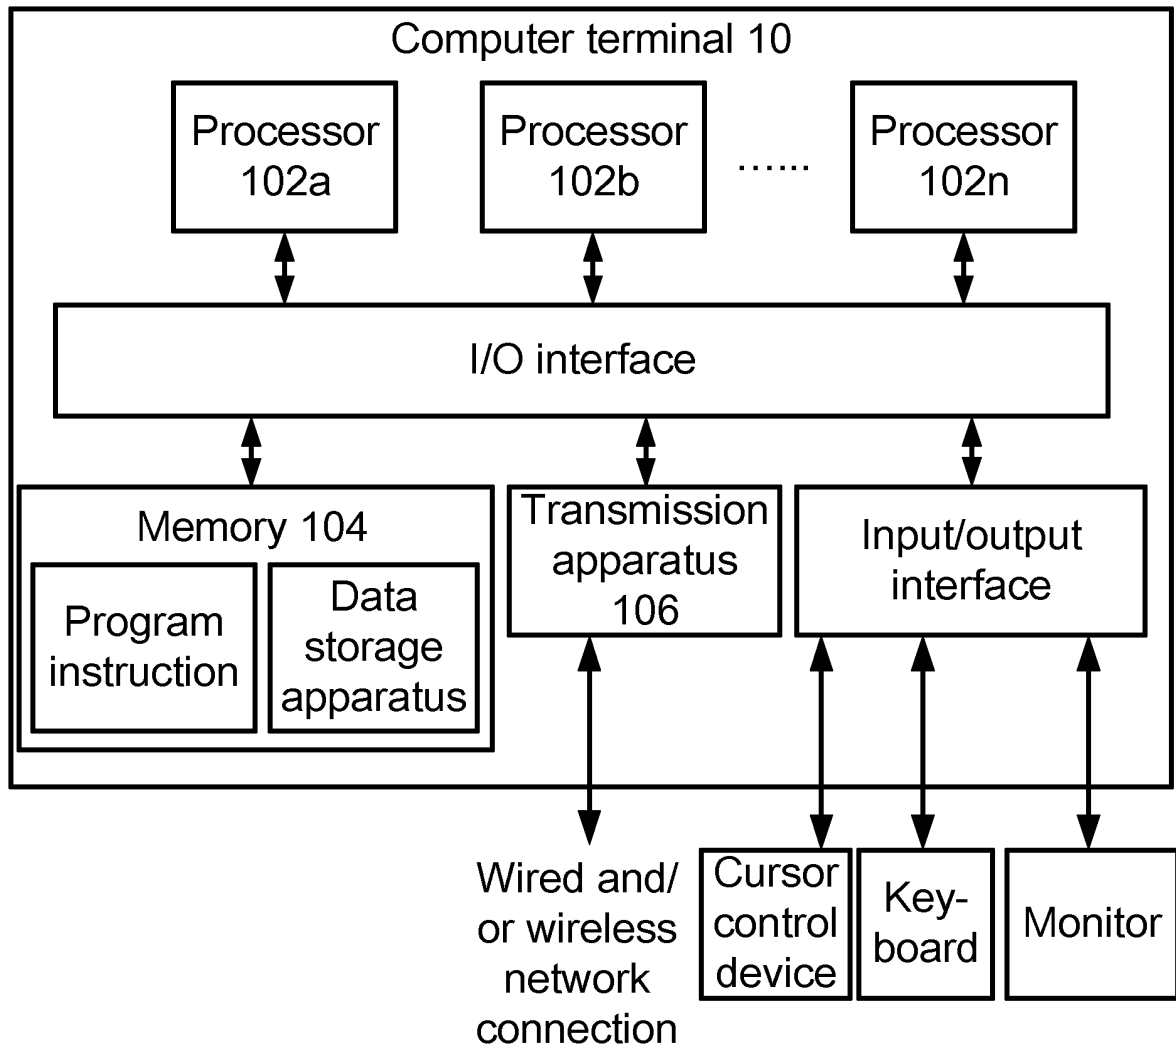 Computer terminal 10
Processor
102a
Processor
102b
…...
Processor
102n
I/O interface
Memory 104
Program
instruction
Data
storage
apparatus
Transmission
apparatus
106
Input/output
interface
Wired and/
or wireless
network
connection
Cursor
control
device
Key-
board
Monitor